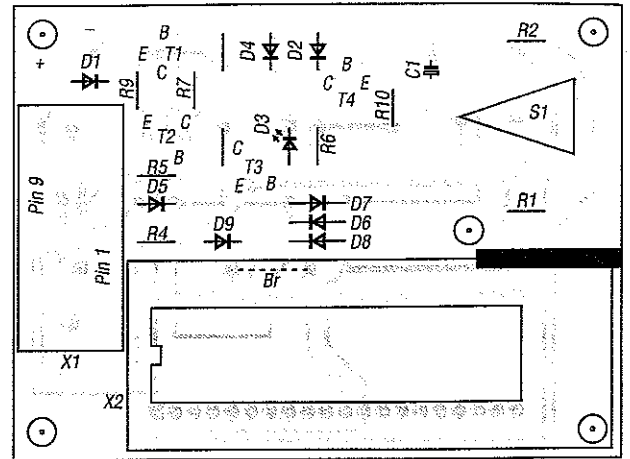 B
R2
D1
E T1
D4
D2
B
+
C
R9
R7
C E
T4
C1
R10
S1
E C
T2
D3
R6
C
T3
B
R5
Pin 9
D5
E B
D7
R1
D6
R4
D9
D8
Pin 1
Br
X1
X2